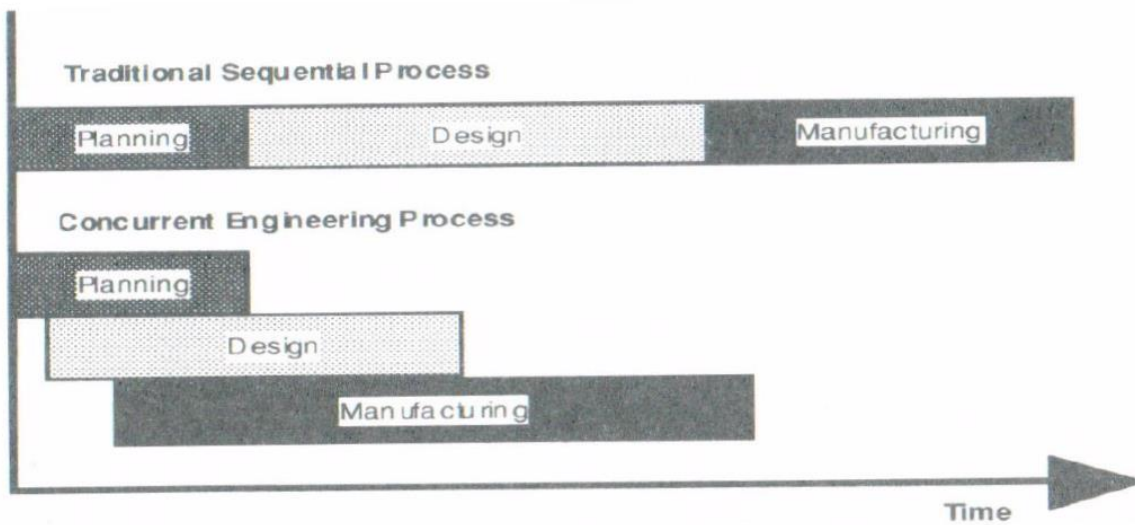 Traditional Sequential Process
Planning
Design
Manufacturing
Concurrent Engineering Process
Planning
Design
Manufacturing
Time